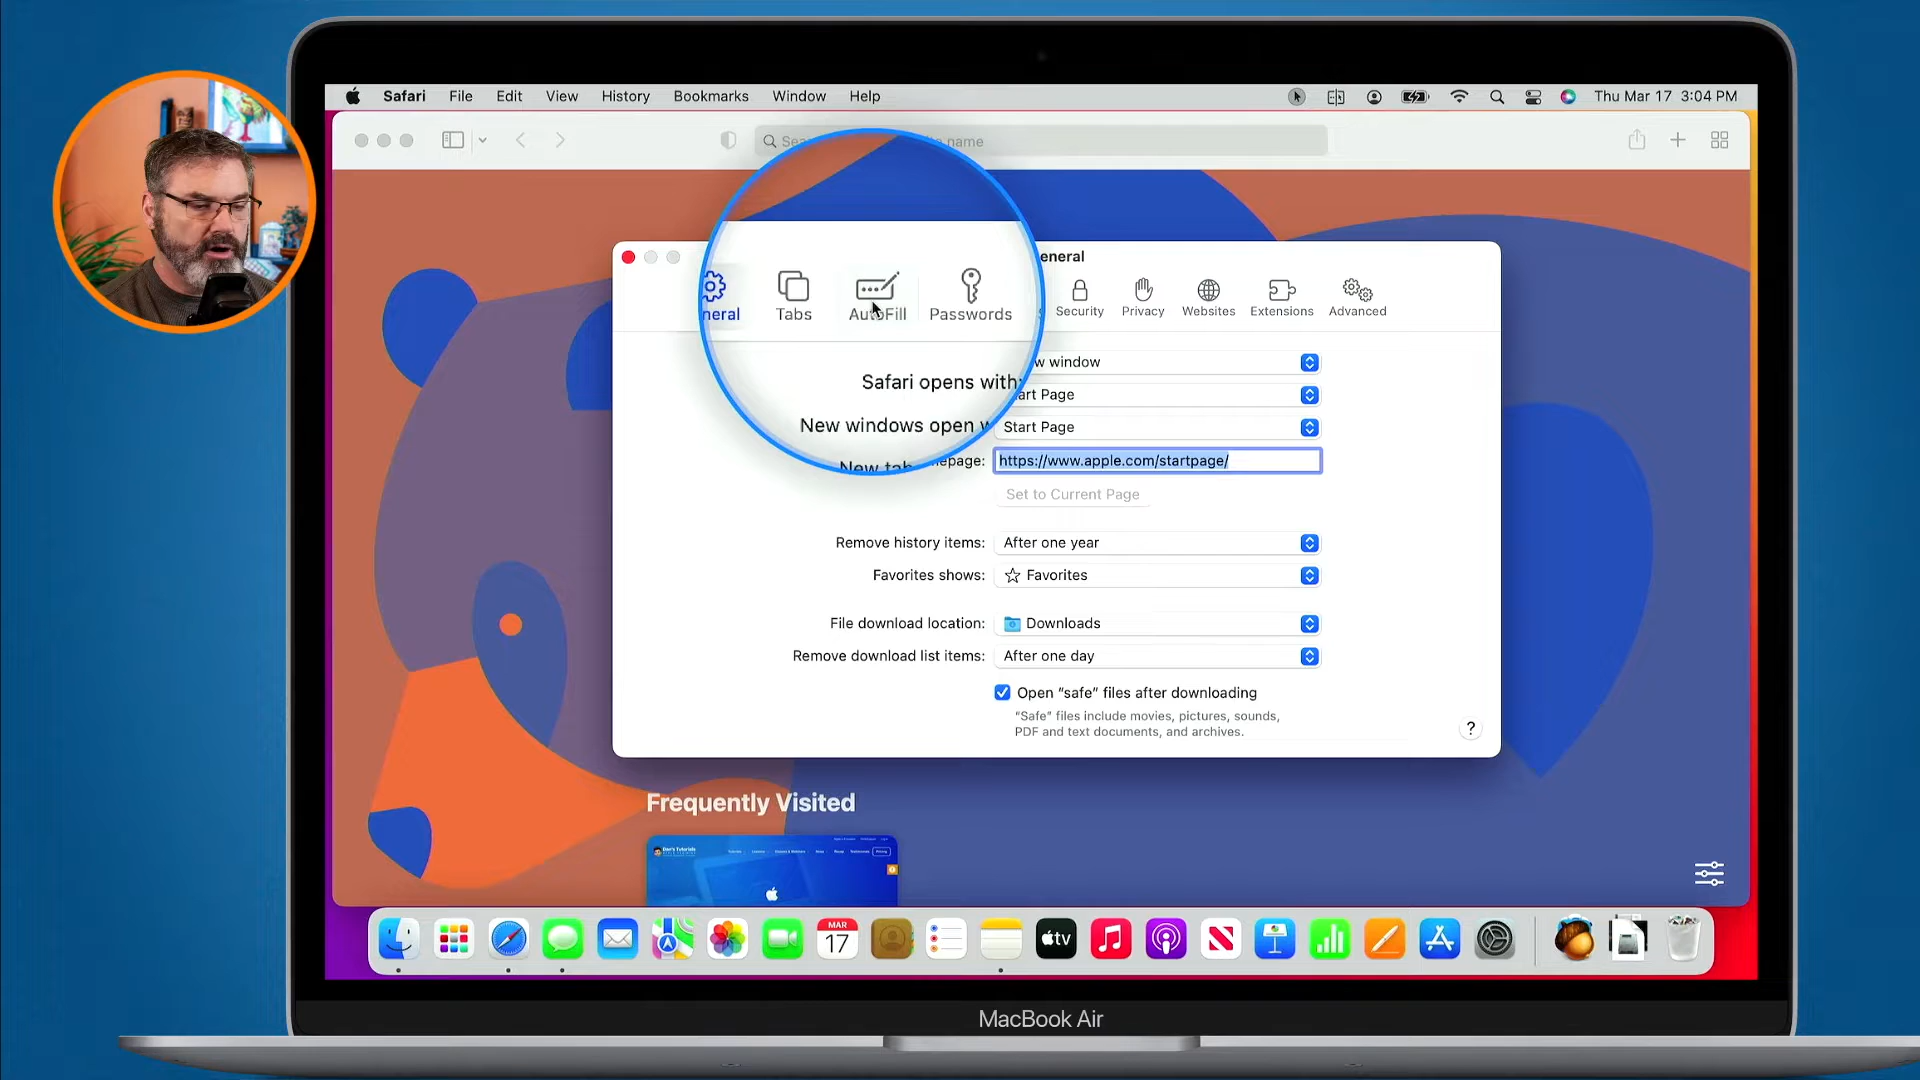 Safari File Edit View History Bookmarks Window Help Thu Mar 17 3:04 PM
Sea name
eneral
neral Tabs AutoFill Passwords Security Privacy Websites Extensions Advanced
Safari opens with: w window
New windows open w art Page
New tab Start Page
epage: https://www.apple.com/startpage/
Set to Current Page
Remove history items: After one year
Favorites shows: Favorites
File download location: Downloads
Remove download list items: After one day
Open “safe” files after downloading
“Safe” files include movies, pictures, sounds,
PDF and text documents, and archives.
?
Frequently Visited
Dan's Tutorials
MAR
17
tv
MacBook Air